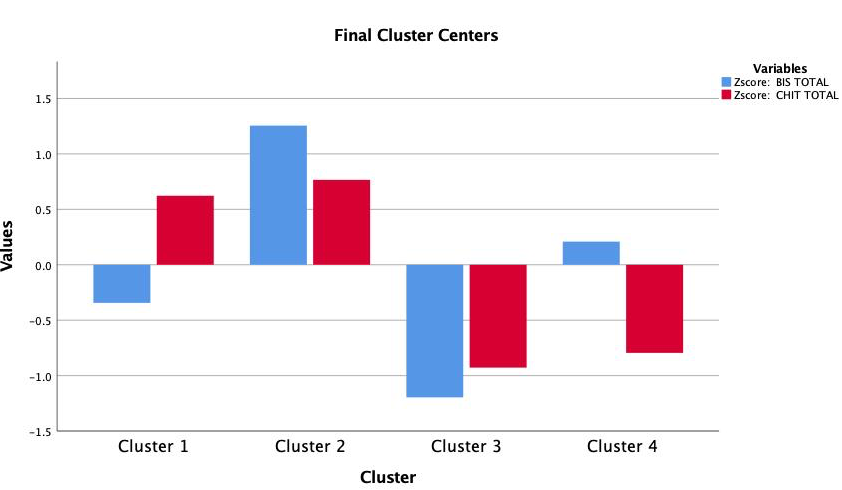 Final Cluster Centers
Variables
Zscore: BIS TOTAL
Zscore: CHIT TOTAL
Values
1.5
1.0
0.5
0.0
−0.5
−1.0
−1.5
Cluster 1 Cluster 2 Cluster 3 Cluster 4
Cluster